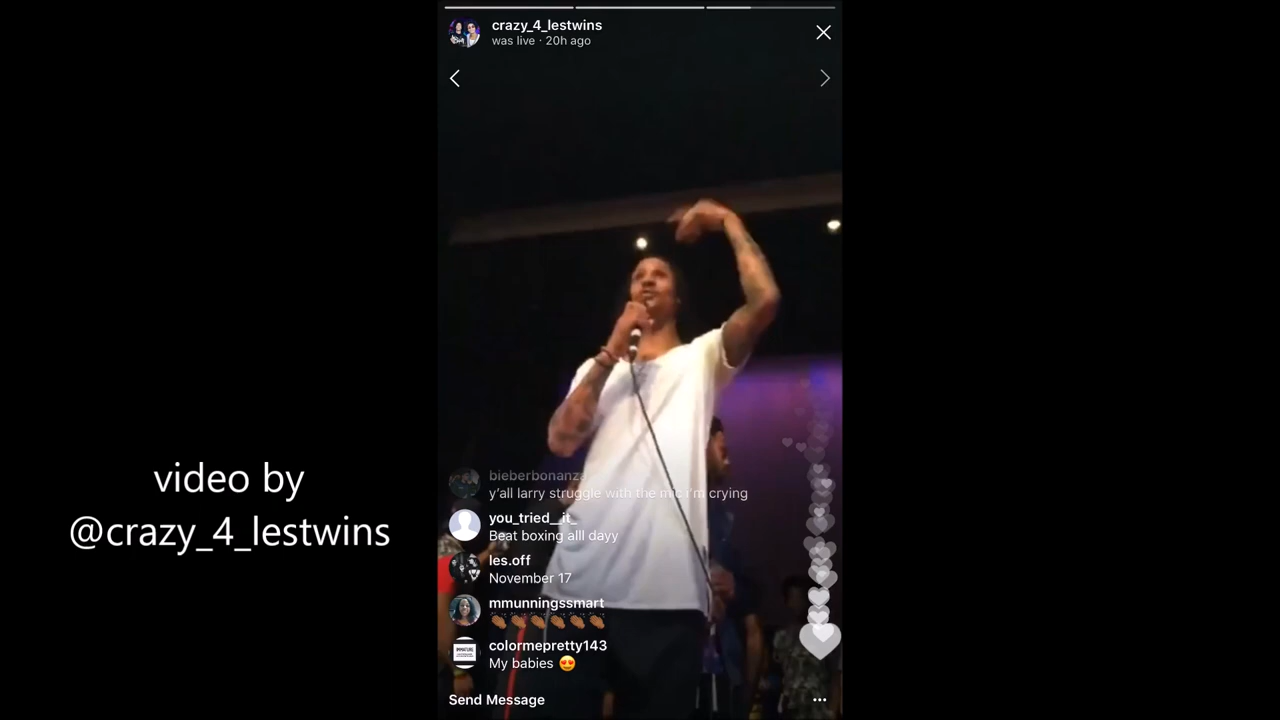 crazy_4_lestwins
was live · 20h ago
bieberbonanza
y'all larry struggle with the mic i'm crying
you_tried__it_
Beat boxing alll dayy
les.off
November 17
mmunningssmart
👏🏾👏🏾👏🏾👏🏾👏🏾👏🏾
colormepretty143
My babies 😍
Send Message
video by
@crazy_4_lestwins